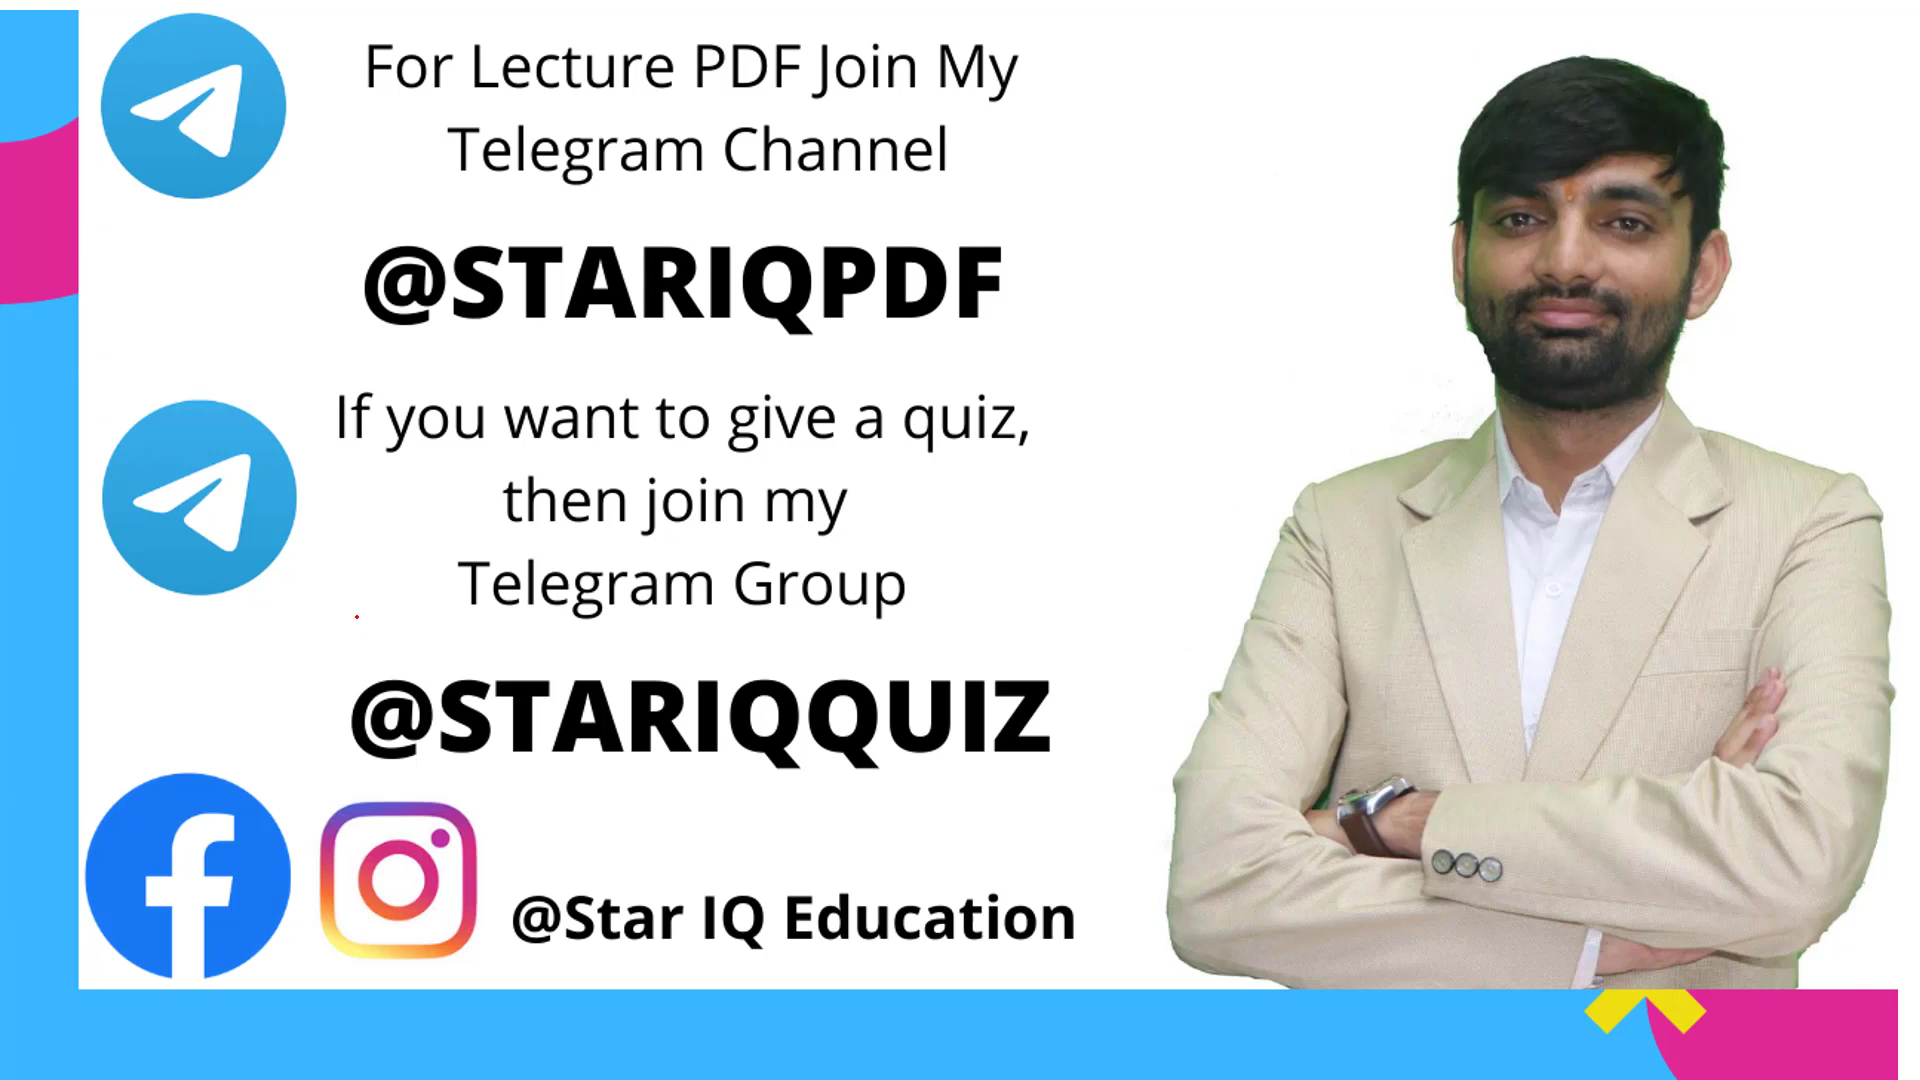 For Lecture PDF Join My
Telegram Channel
@STARIQPDF
If you want to give a quiz,
then join my
Telegram Group
@STARIQQUIZ
@Star IQ Education